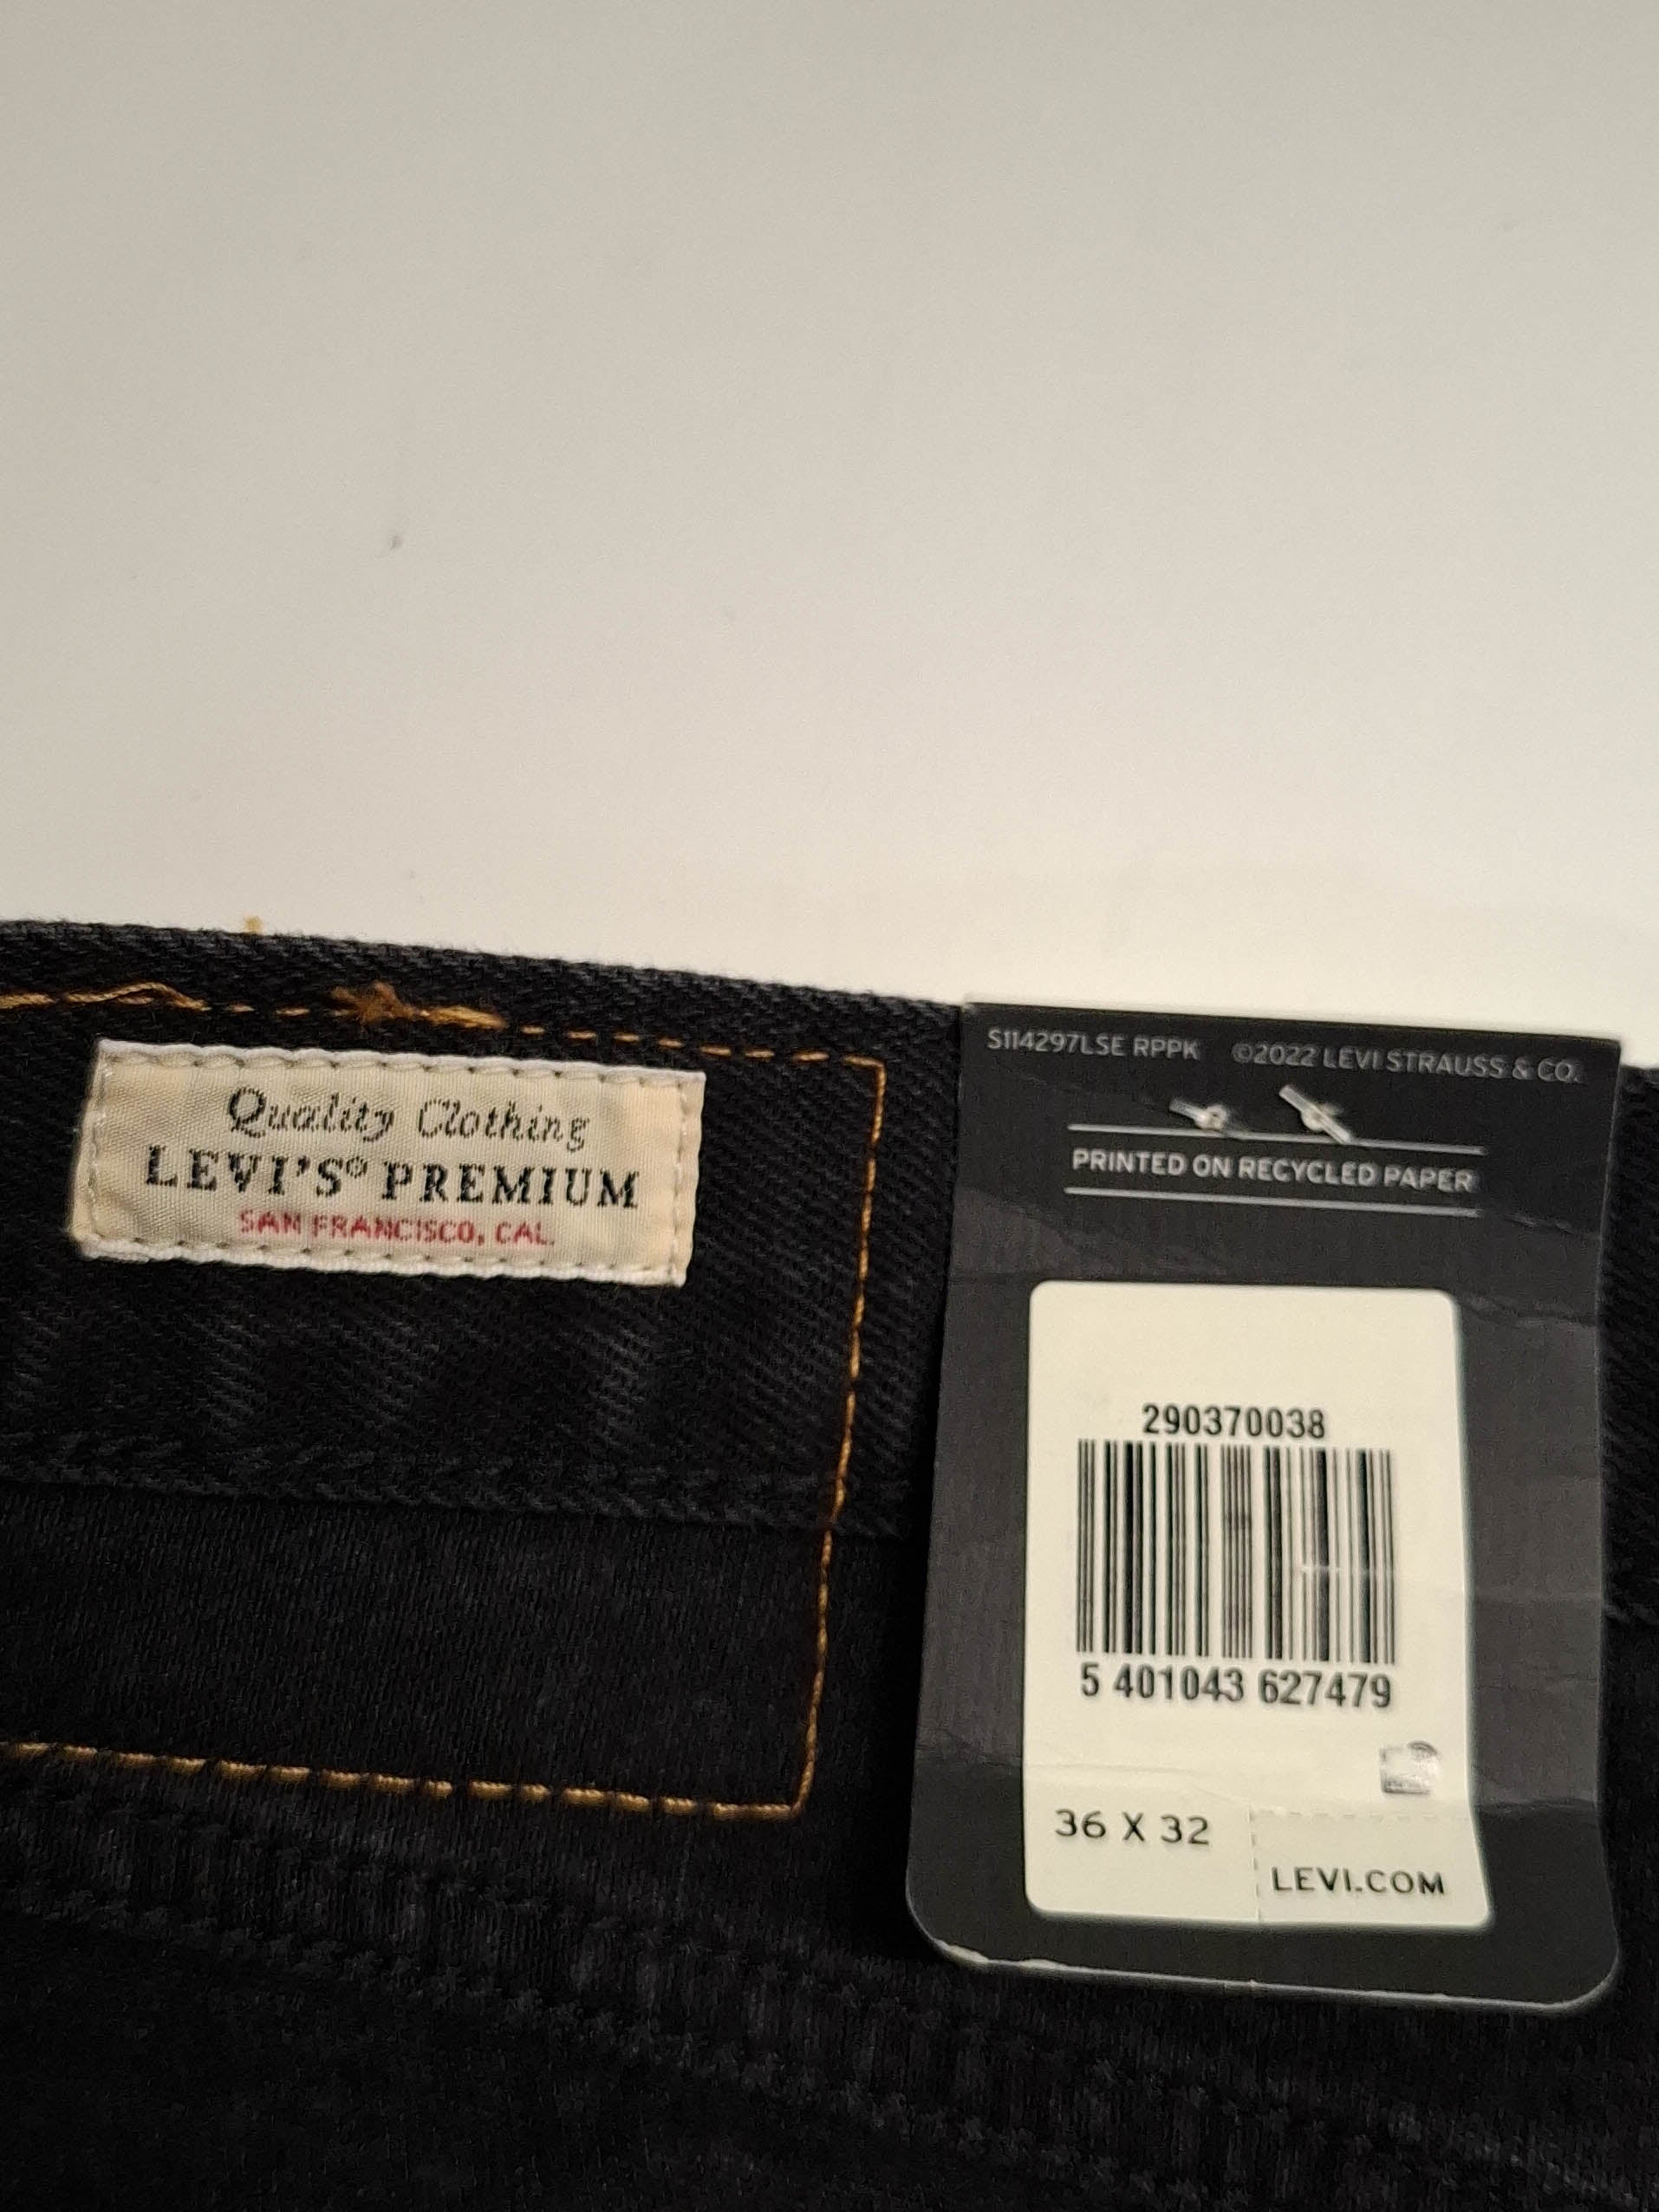 Quality Clothing
LEVI'S® PREMIUM
SAN FRANCISCO, CAL.
S114297LSE RPPK ©2022 LEVI STRAUSS & CO.
PRINTED ON RECYCLED PAPER
290370038
5 401043 627479
36 X 32
LEVI.COM